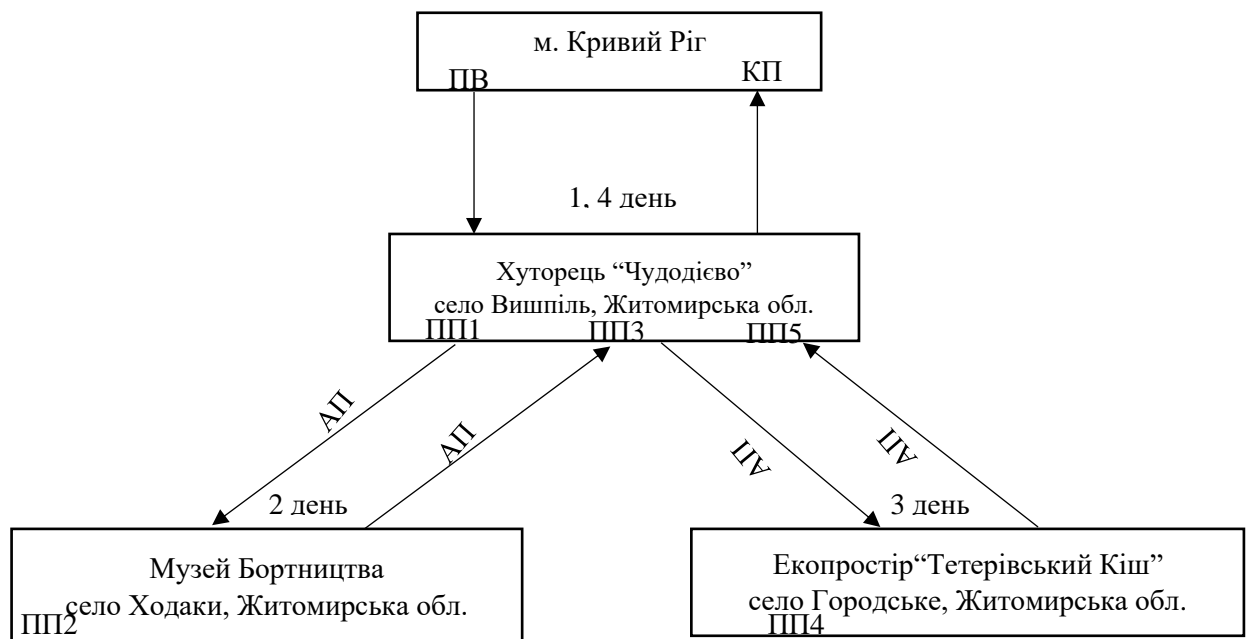 м. Кривий Ріг
ПВ КП
1, 4 день
Хуторець “Чудодієво”
село Вишпіль, Житомирська обл.
ПП1 ПП3 ПП5
АП
АП
АП
АП
2 день
3 день
Музей Бортництва
село Ходаки, Житомирська обл.
ПП2
Екопростір“Тетерівський Кіш”
село Городське, Житомирська обл.
ПП4